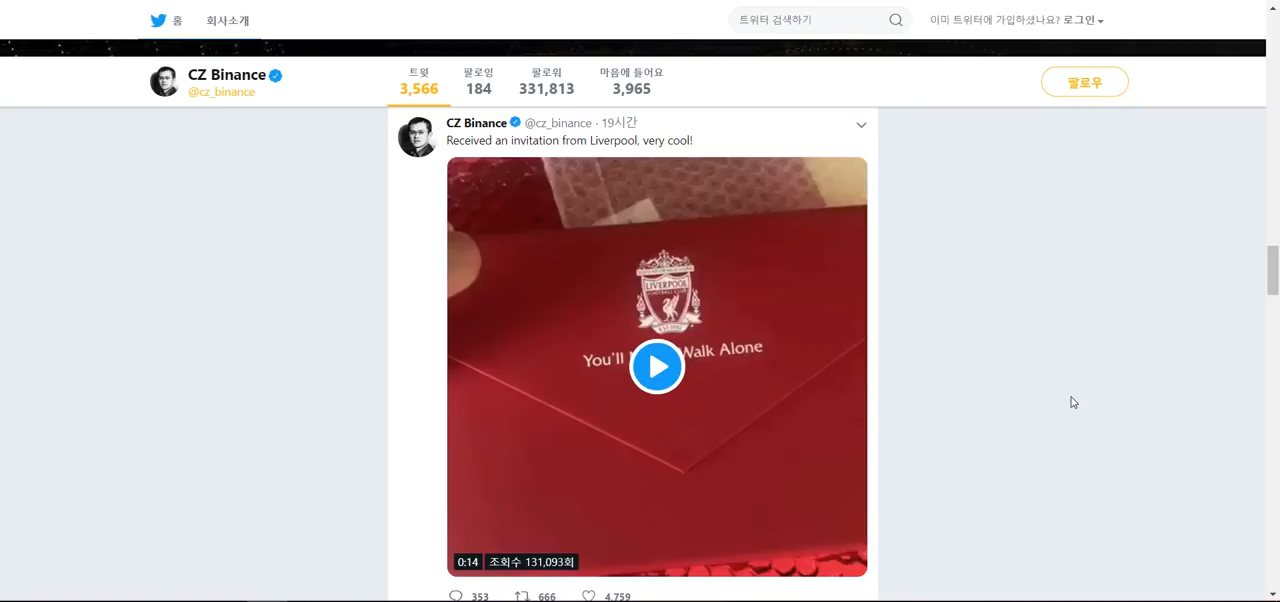 홈 회사소개 트위터 검색하기 이미 트위터에 가입하셨나요? 로그인
CZ Binance
@cz_binance
트윗 팔로잉 팔로워 마음에 들어요
3,566 184 331,813 3,965
팔로우
CZ Binance @cz_binance · 19시간
Received an invitation from Liverpool, very cool!
LIVERPOOL
FOOTBALL CLUB
EST·1892
You'll Walk Alone
0:14 조회수 131,093회
353 666 4,759